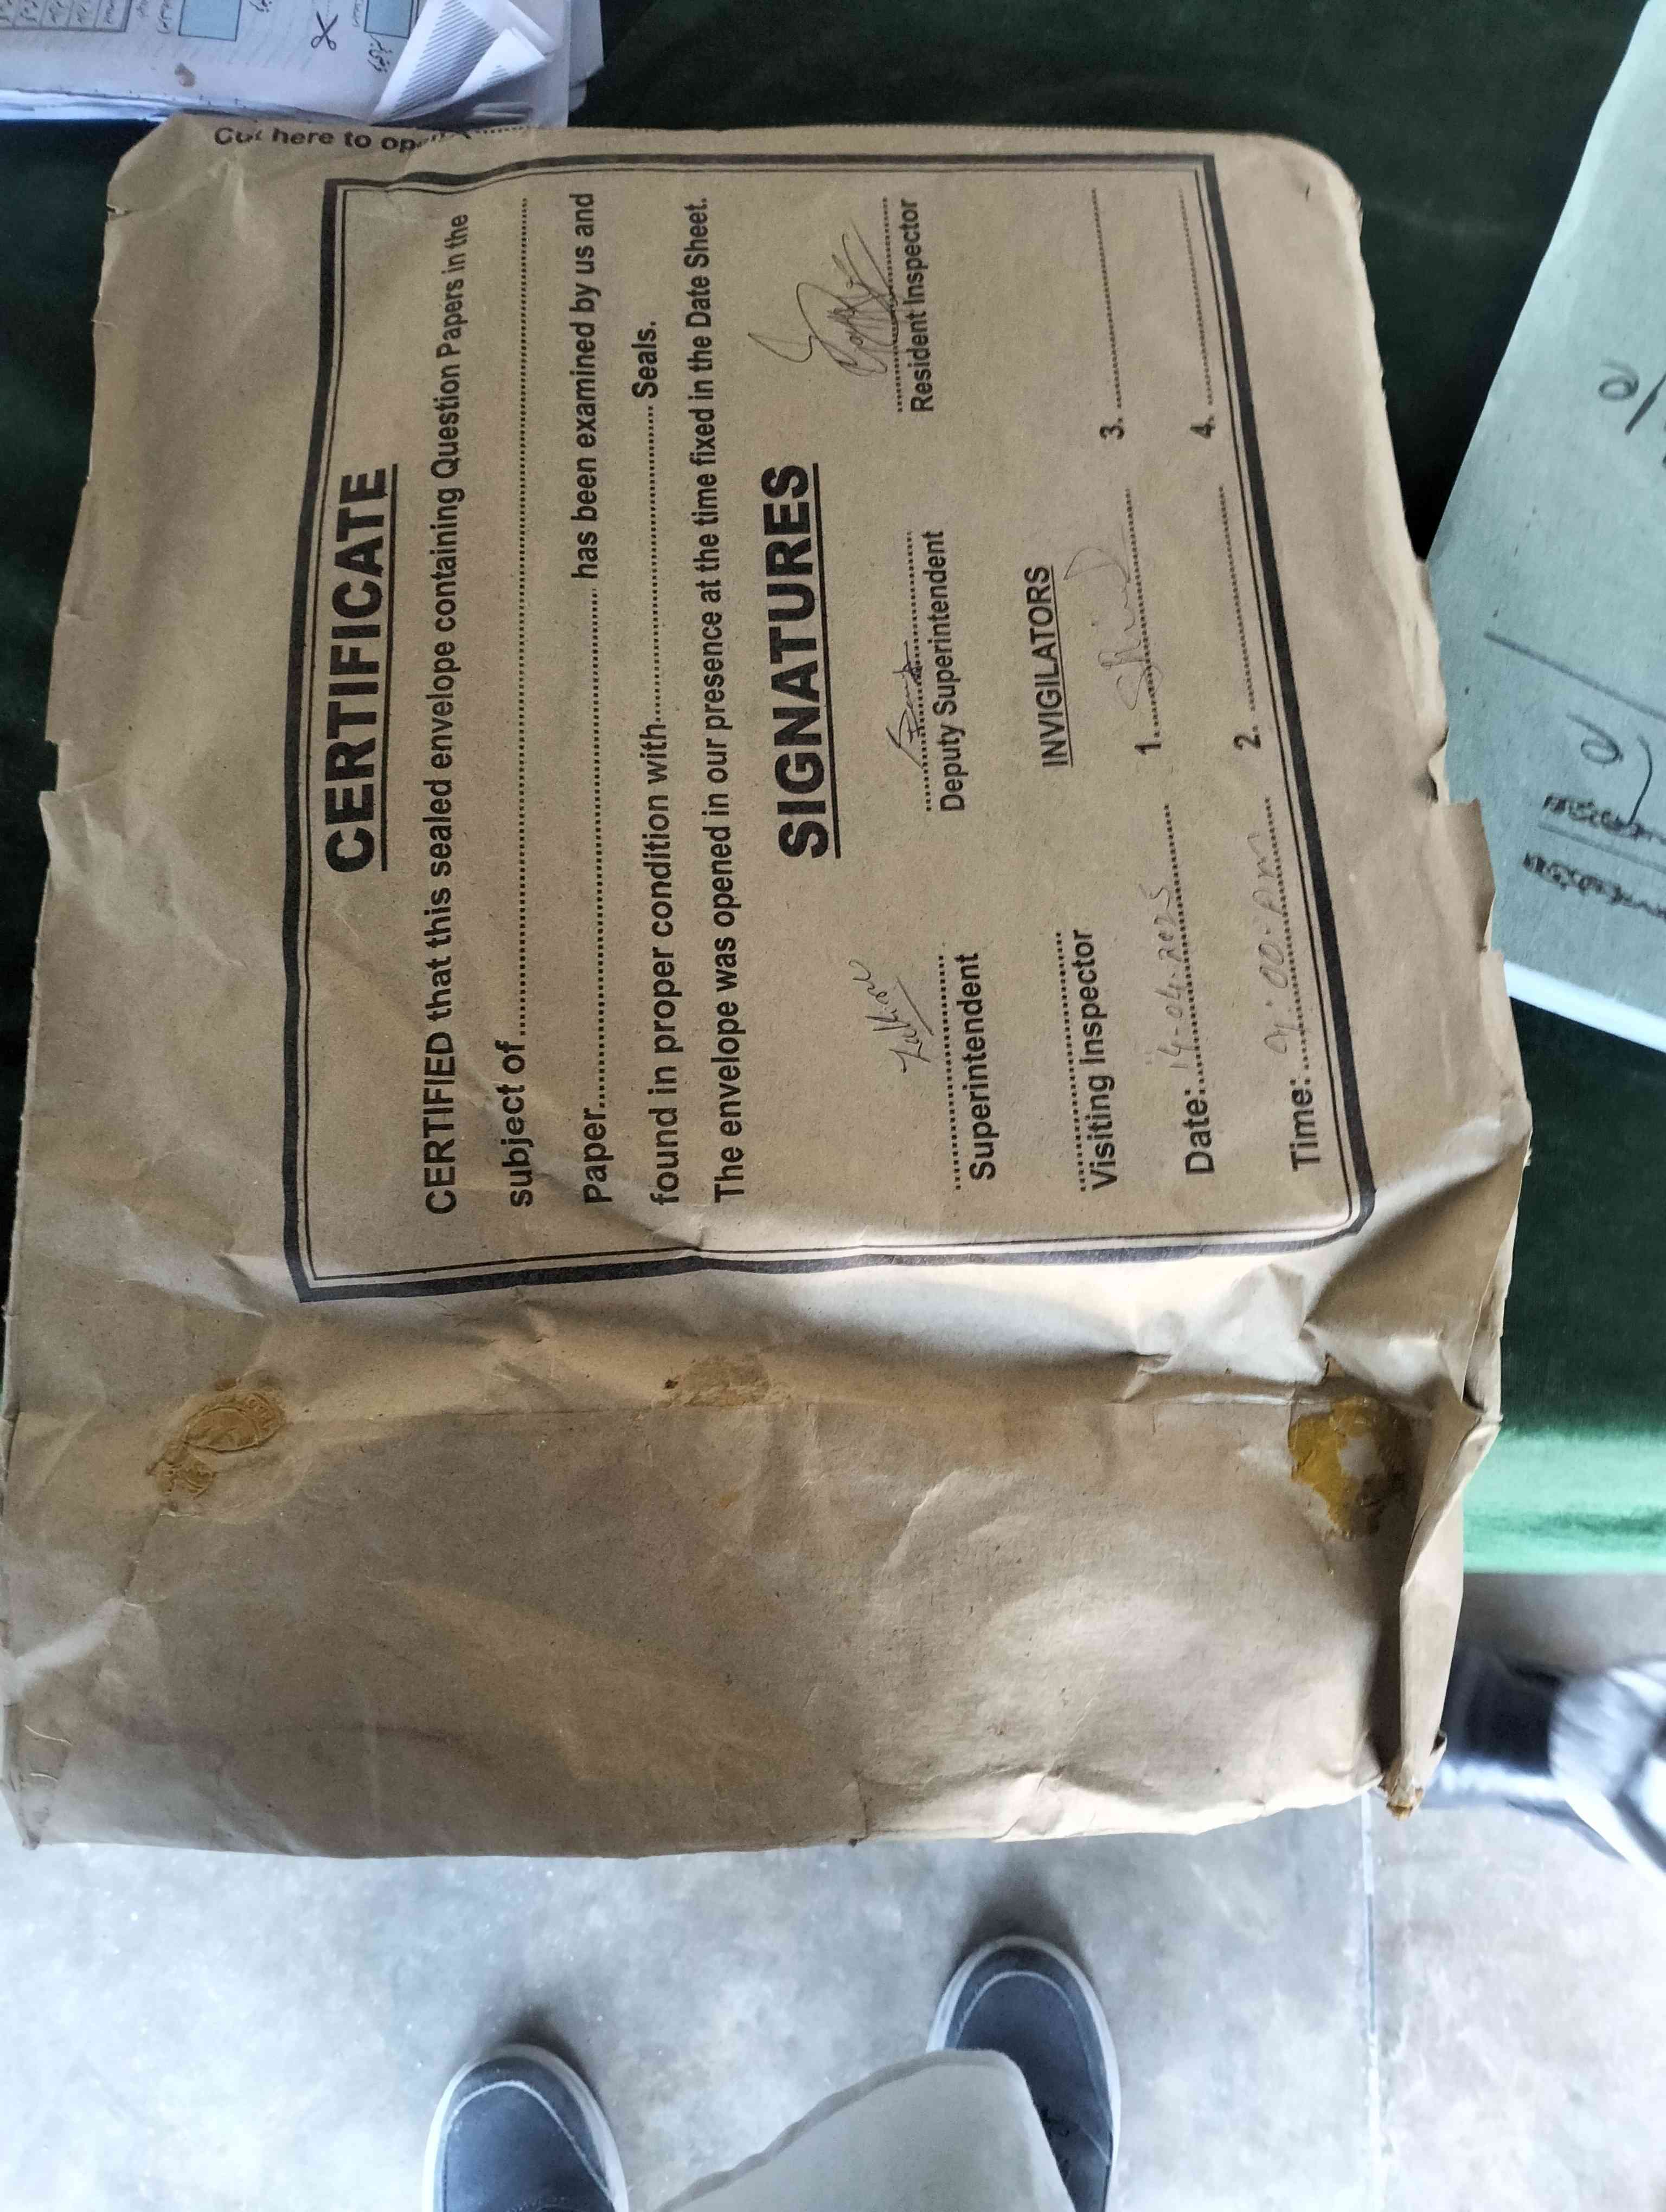 Cut here to open
CERTIFICATE
CERTIFIED that this sealed envelope containing Question Papers in the
subject of
Paper has been examined by us and
found in proper condition with Seals.
The envelope was opened in our presence at the time fixed in the Date Sheet.
SIGNATURES
Superintendent Deputy Superintendent Resident Inspector
INVIGILATORS
Visiting Inspector 1. 3.
Date: 14-04-2025 2. 4.
Time: 9:00